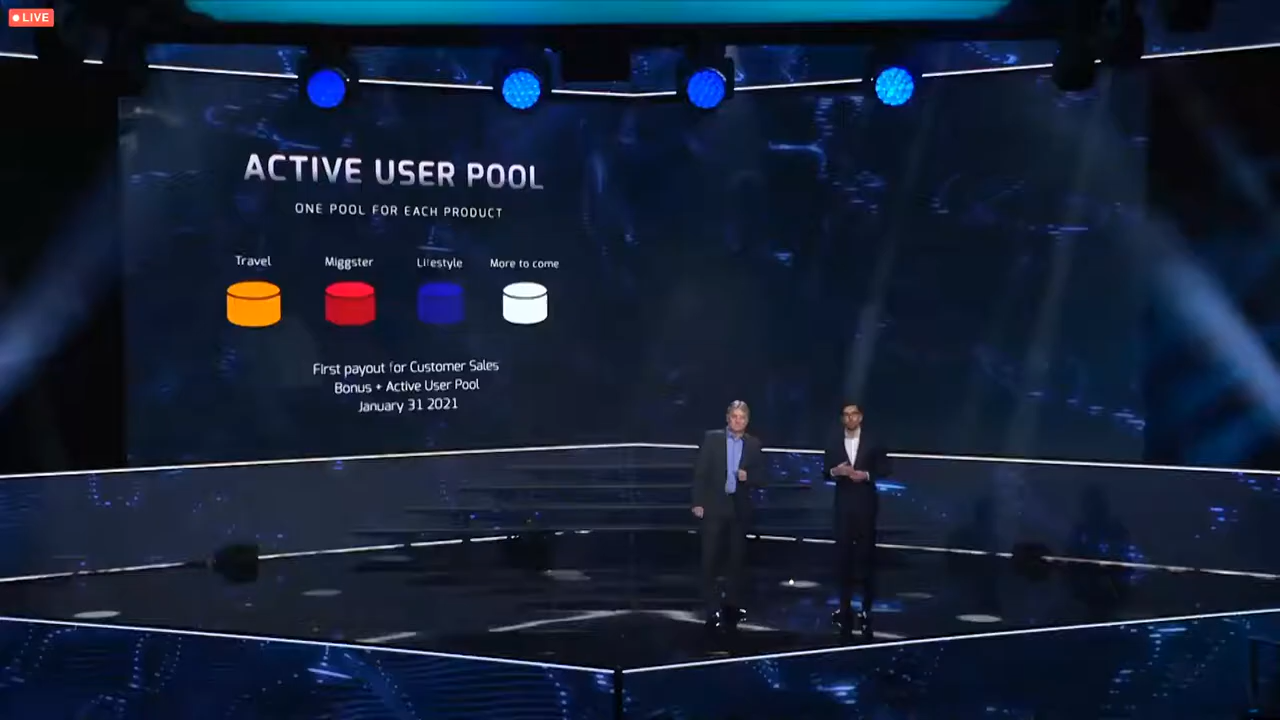 LIVE
ACTIVE USER POOL
ONE POOL FOR EACH PRODUCT
Travel Miggster Lifestyle More to come
First payout for Customer Sales
Bonus + Active User Pool
January 31 2021